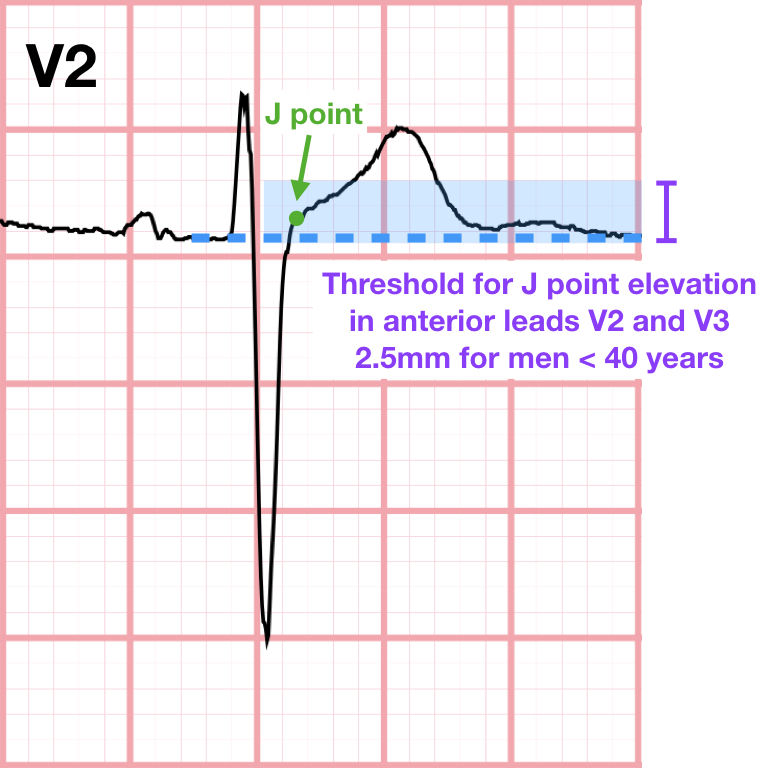 V2
J point
Threshold for J point elevation
in anterior leads V2 and V3
2.5mm for men < 40 years